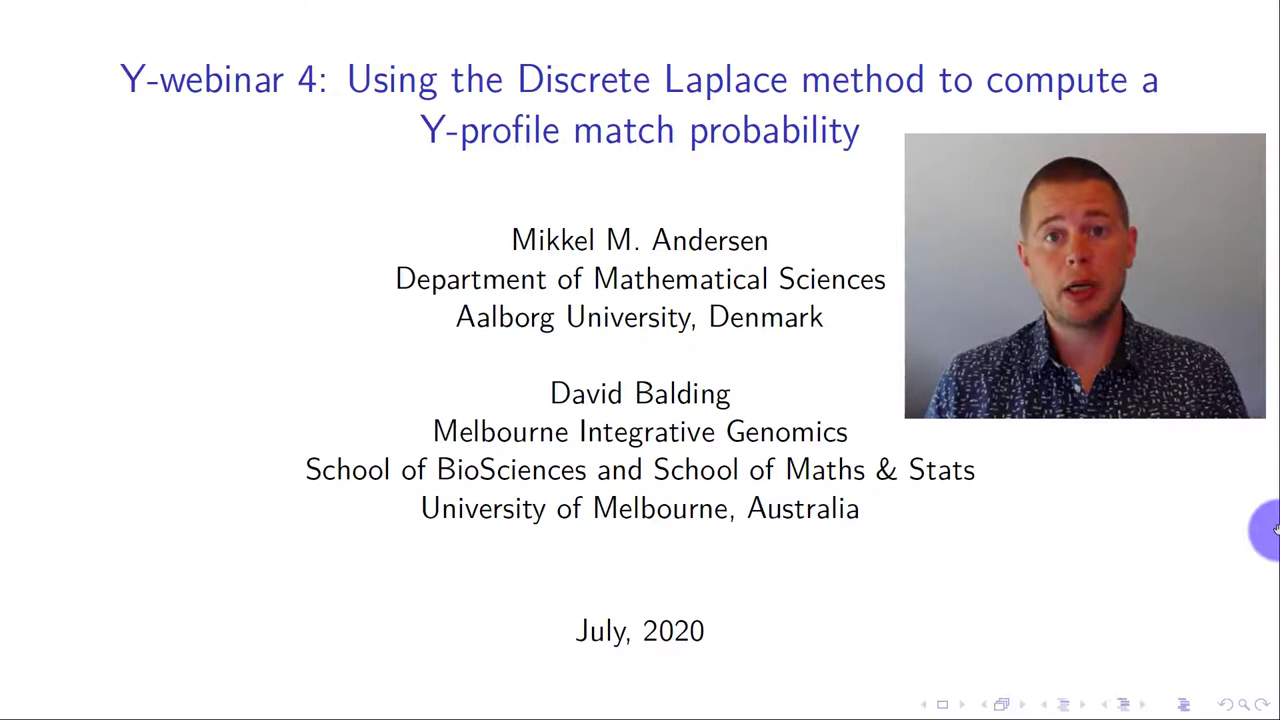 Y-webinar 4: Using the Discrete Laplace method to compute a
Y-profile match probability
Mikkel M. Andersen
Department of Mathematical Sciences
Aalborg University, Denmark
David Balding
Melbourne Integrative Genomics
School of BioSciences and School of Maths & Stats
University of Melbourne, Australia
July, 2020